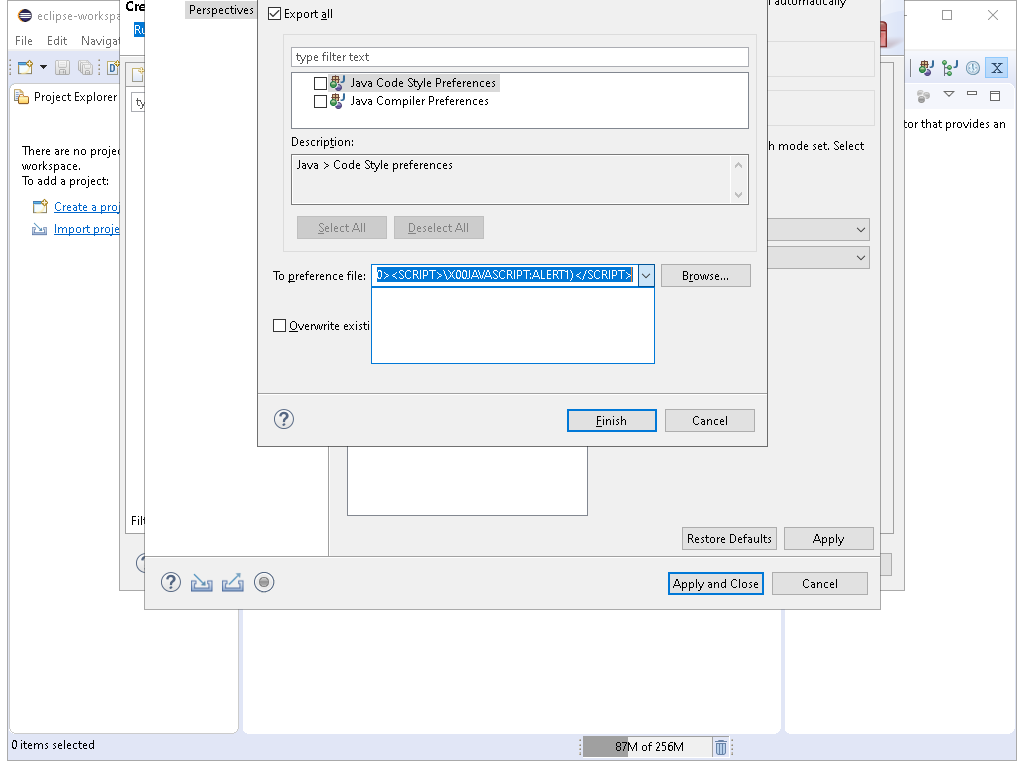 eclipse-workspa
Cre
Perspectives
Export all
automatically
Ru
File
Edit
Navigat
type filter text
Java Code Style Preferences
Java Compiler Preferences
Project Explorer
ty
tor that provides an
Description:
h mode set. Select
There are no projec
workspace.
To add a project:
Java > Code Style preferences
Create a proj
Import proje
Select All
Deselect All
To preference file:
0><SCRIPT>\X00JAVASCRIPT:ALERT1)</SCRIPT>
Browse...
Overwrite existi
Finish
Cancel
Filt
Restore Defaults
Apply
Apply and Close
Cancel
0 items selected
87M of 256M